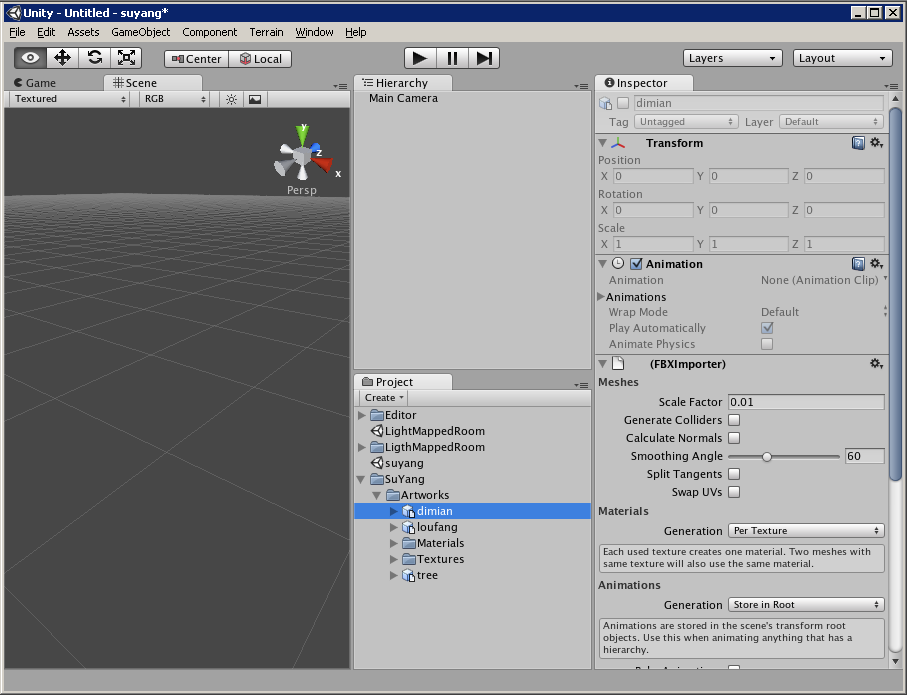 Unity - Untitled - suyang*
File Edit Assets GameObject Component Terrain Window Help
Center Local Layers Layout
Game Scene
Textured RGB
y
z
x
Persp
Hierarchy
Main Camera
Project
Create
Editor
LightMappedRoom
LigthMappedRoom
suyang
SuYang
Artworks
dimian
loufang
Materials
Textures
tree
Inspector
dimian
Tag Untagged Layer Default
Transform
Position
X 0 Y 0 Z 0
Rotation
X 0 Y 0 Z 0
Scale
X 1 Y 1 Z 1
Animation
Animation None (Animation Clip)
Animations
Wrap Mode Default
Play Automatically
Animate Physics
(FBXImporter)
Meshes
Scale Factor 0.01
Generate Colliders
Calculate Normals
Smoothing Angle 60
Split Tangents
Swap UVs
Materials
Generation Per Texture
Each used texture creates one material. Two meshes with
same texture will also use the same material.
Animations
Generation Store in Root
Animations are stored in the scene's transform root
objects. Use this when animating anything that has a
hierarchy.